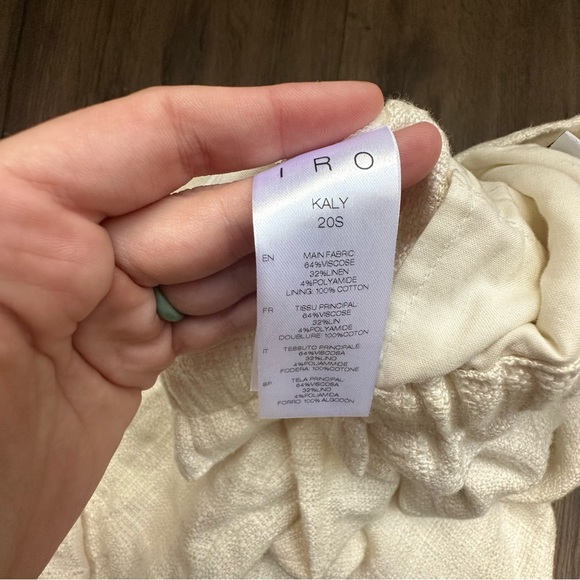 IRO
KALY
20S
EN
MAIN FABRIC
64%VISCOSE
32%LINEN
4%POLYAMIDE
LINING: 100% COTTON
FR
TISSU PRINCIPAL:
64%VISCOSE
32%LIN
4%POLYAMIDE
DOUBLURE :100%COTON
IT
TESSUTO PRINCIPALE:
64%VISCOSA
32%LINO
4%POLIAMMIDE
FODERA 100%COTONE
SP
TELA PRINCIPAL:
64%VISCOSA
32%LINO
4%POLIAMIDA
FORRO 100% ALGODÓN